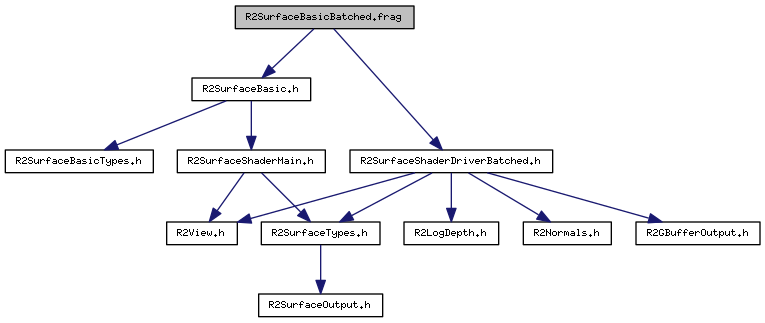 R2SurfaceBasicBatched.frag
R2SurfaceBasic.h
R2SurfaceBasicTypes.h
R2SurfaceShaderMain.h
R2SurfaceShaderDriverBatched.h
R2View.h
R2SurfaceTypes.h
R2LogDepth.h
R2Normals.h
R2GBufferOutput.h
R2SurfaceOutput.h